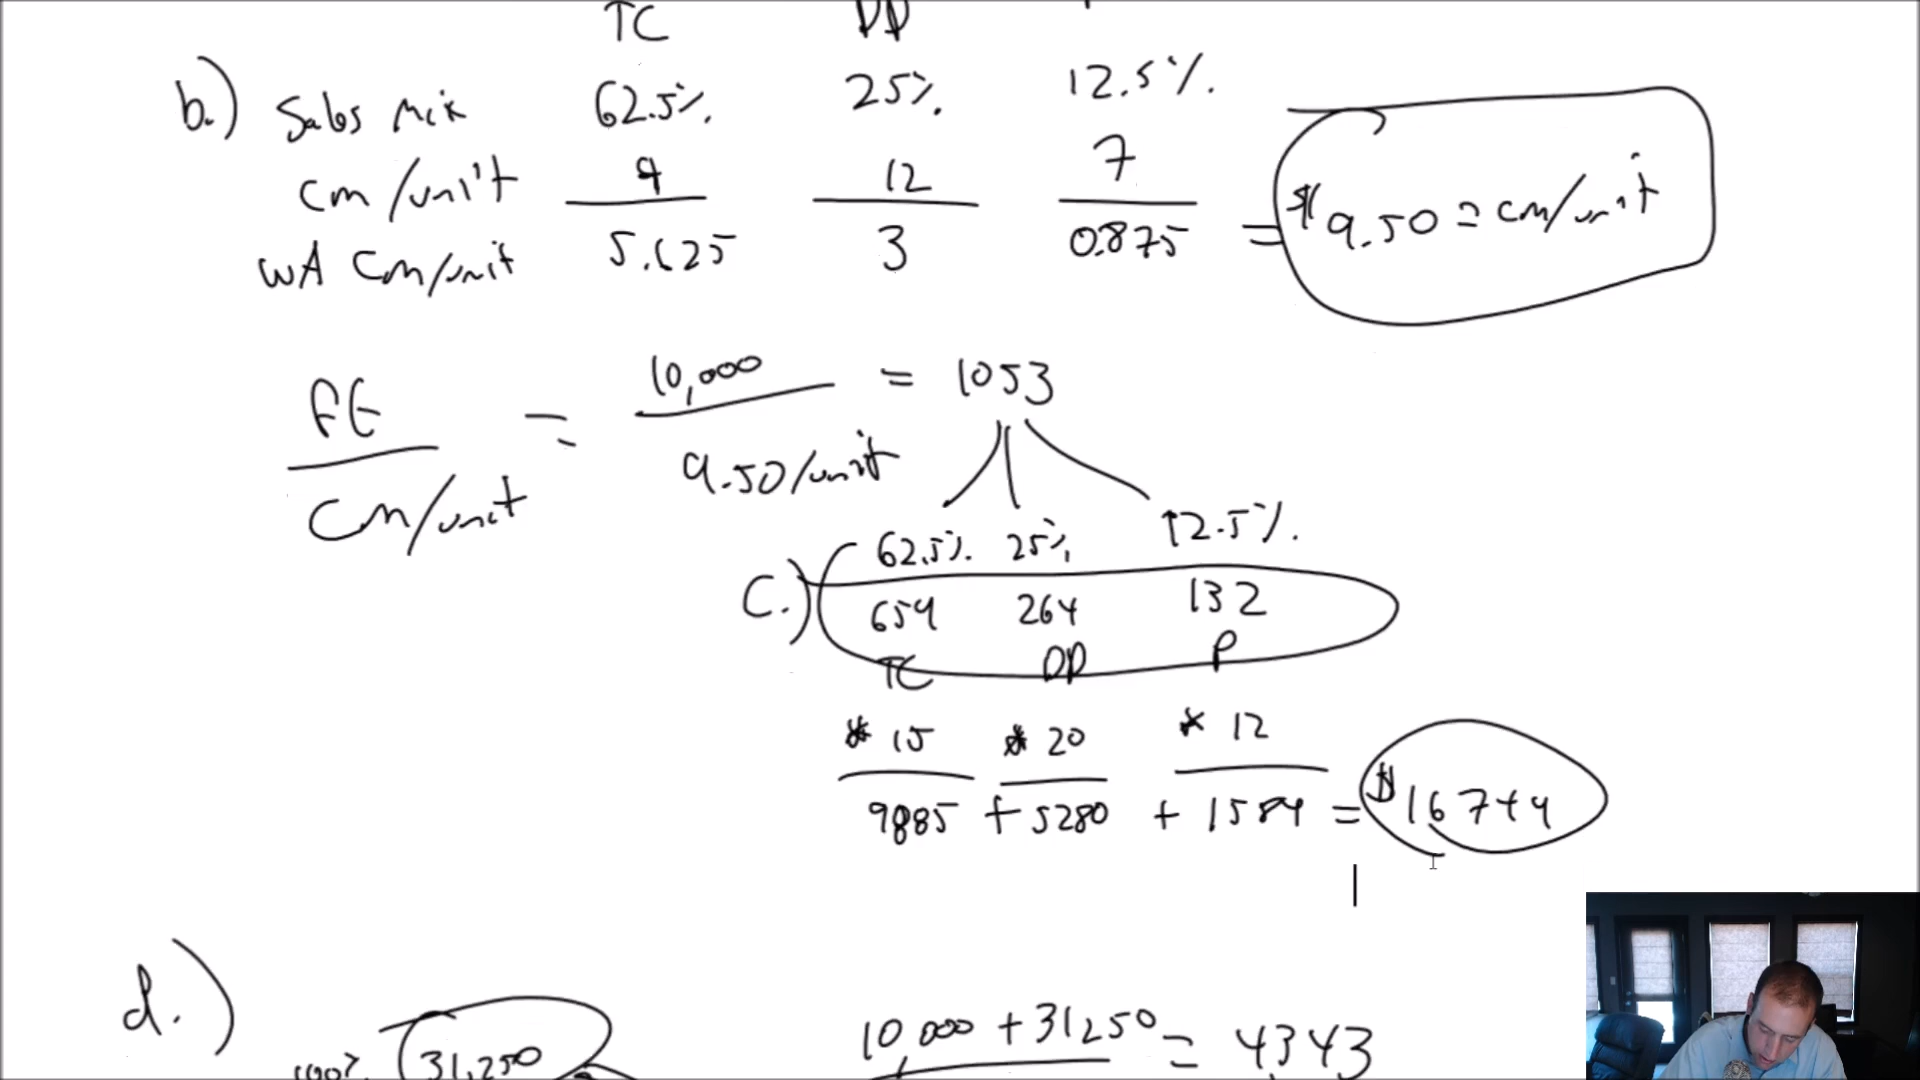 TC DD
b.) Sales Mix 62.5% 25% 12.5%
cm/unit 9 12 7
WA Cm/unit 5.625 3 0.875 = $9.50 = cm/unit
FE = 10,000 = 1053
Cm/unit 9.50/unit
62.5% 25% 12.5%
C.) 659 264 132
TC DD P
* 15 * 20 * 12
9885 + 5280 + 1584 = $16744
d.)
10,000 + 31,250 = 4343
100% 31,250